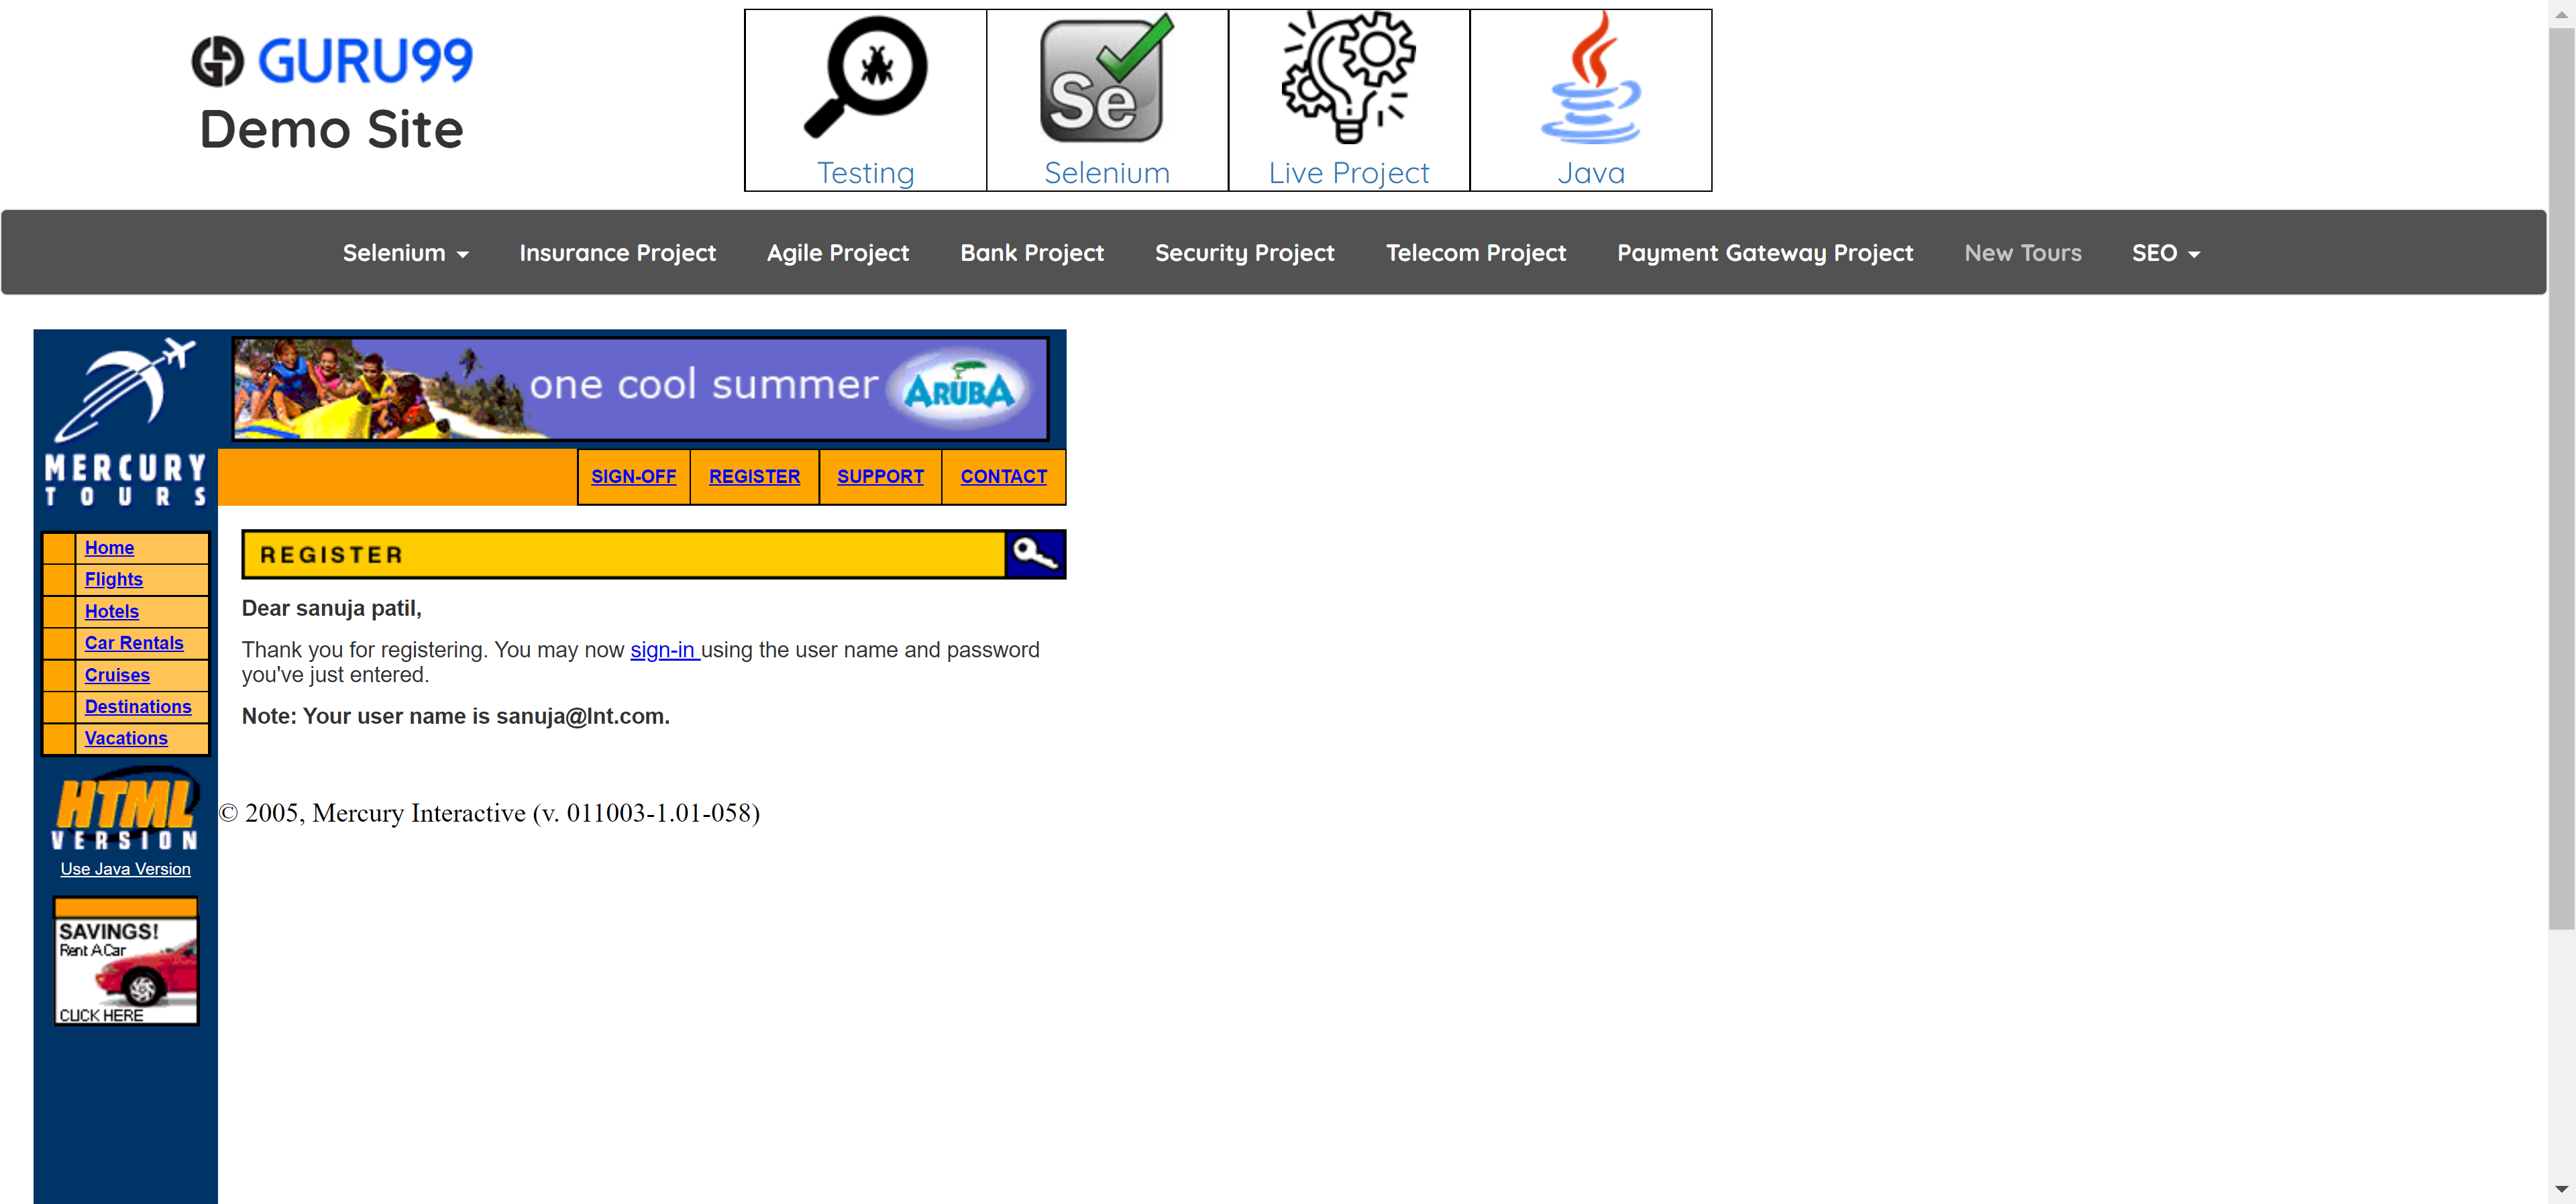 GURU99
Demo Site
Testing
Selenium
Live Project
Java
Selenium
Insurance Project
Agile Project
Bank Project
Security Project
Telecom Project
Payment Gateway Project
New Tours
SEO
MERCURY
TOURS
one cool summer
ARUBA
SIGN-OFF
REGISTER
SUPPORT
CONTACT
Home
Flights
Hotels
Car Rentals
Cruises
Destinations
Vacations
HTML
VERSION
Use Java Version
SAVINGS!
Rent A Car
CLICK HERE
REGISTER
Dear sanuja patil,
Thank you for registering. You may now sign-in using the user name and password
you've just entered.
Note: Your user name is sanuja@lnt.com.
© 2005, Mercury Interactive (v. 011003-1.01-058)